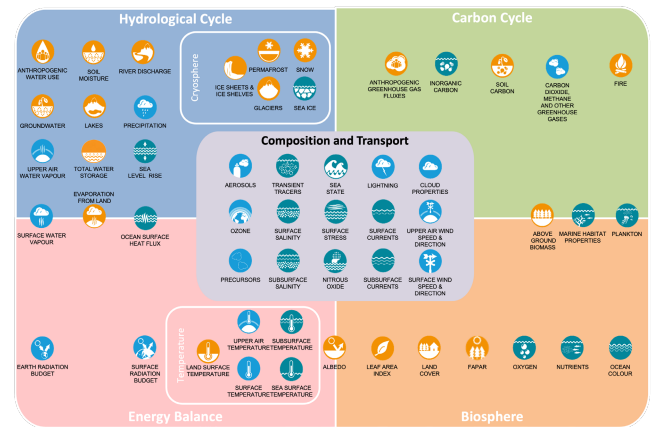 Hydrological Cycle
Carbon Cycle
Cryosphere
ANTHROPOGENIC
WATER USE
SOIL
MOISTURE
RIVER DISCHARGE
ICE SHEETS &
ICE SHELVES
PERMAFROST
SNOW
GLACIERS
SEA ICE
ANTHROPOGENIC
GREENHOUSE GAS
FLUXES
INORGANIC
CARBON
SOIL
CARBON
CARBON
DIOXIDE,
METHANE
AND OTHER
GREENHOUSE
GASES
FIRE
GROUNDWATER
LAKES
PRECIPITATION
UPPER AIR
WATER VAPOUR
TOTAL WATER
STORAGE
SEA
LEVEL RISE
EVAPORATION
FROM LAND
SURFACE WATER
VAPOUR
OCEAN SURFACE
HEAT FLUX
Composition and Transport
AEROSOLS
TRANSIENT
TRACERS
SEA
STATE
LIGHTNING
CLOUD
PROPERTIES
OZONE
SURFACE
SALINITY
SURFACE
STRESS
SURFACE
CURRENTS
UPPER AIR WIND
SPEED &
DIRECTION
PRECURSORS
SUBSURFACE
SALINITY
NITROUS
OXIDE
SUBSURFACE
CURRENTS
SURFACE WIND
SPEED &
DIRECTION
ABOVE
GROUND
BIOMASS
MARINE HABITAT
PROPERTIES
PLANKTON
EARTH RADIATION
BUDGET
SURFACE
RADIATION
BUDGET
Temperature
LAND SURFACE
TEMPERATURE
UPPER AIR
TEMPERATURE
SUBSURFACE
TEMPERATURE
SURFACE
TEMPERATURE
SEA SURFACE
TEMPERATURE
ALBEDO
LEAF AREA
INDEX
LAND
COVER
FAPAR
OXYGEN
NUTRIENTS
OCEAN
COLOUR
Energy Balance
Biosphere